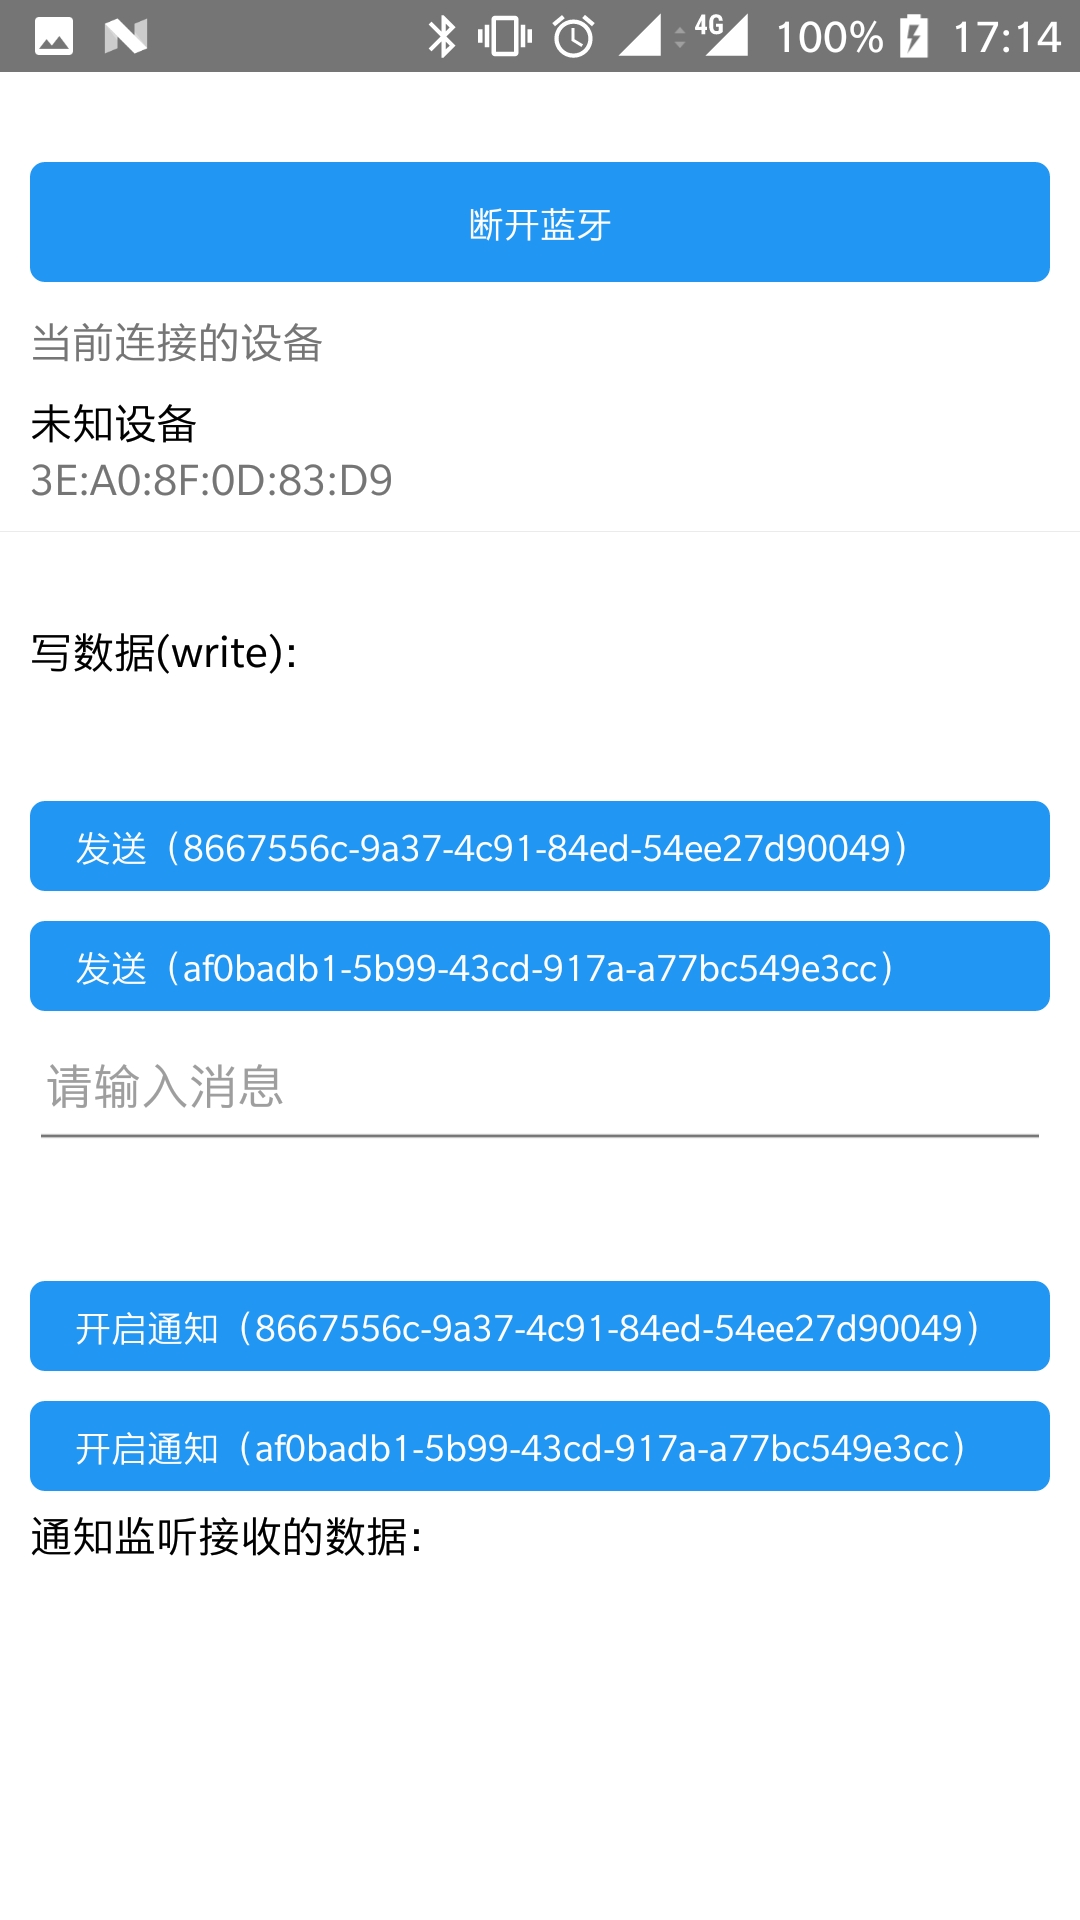 4G 100% 17:14
断开蓝牙
当前连接的设备
未知设备
3E:A0:8F:0D:83:D9
写数据(write):
发送（8667556c-9a37-4c91-84ed-54ee27d90049）
发送（af0badb1-5b99-43cd-917a-a77bc549e3cc）
请输入消息
开启通知（8667556c-9a37-4c91-84ed-54ee27d90049）
开启通知（af0badb1-5b99-43cd-917a-a77bc549e3cc）
通知监听接收的数据: